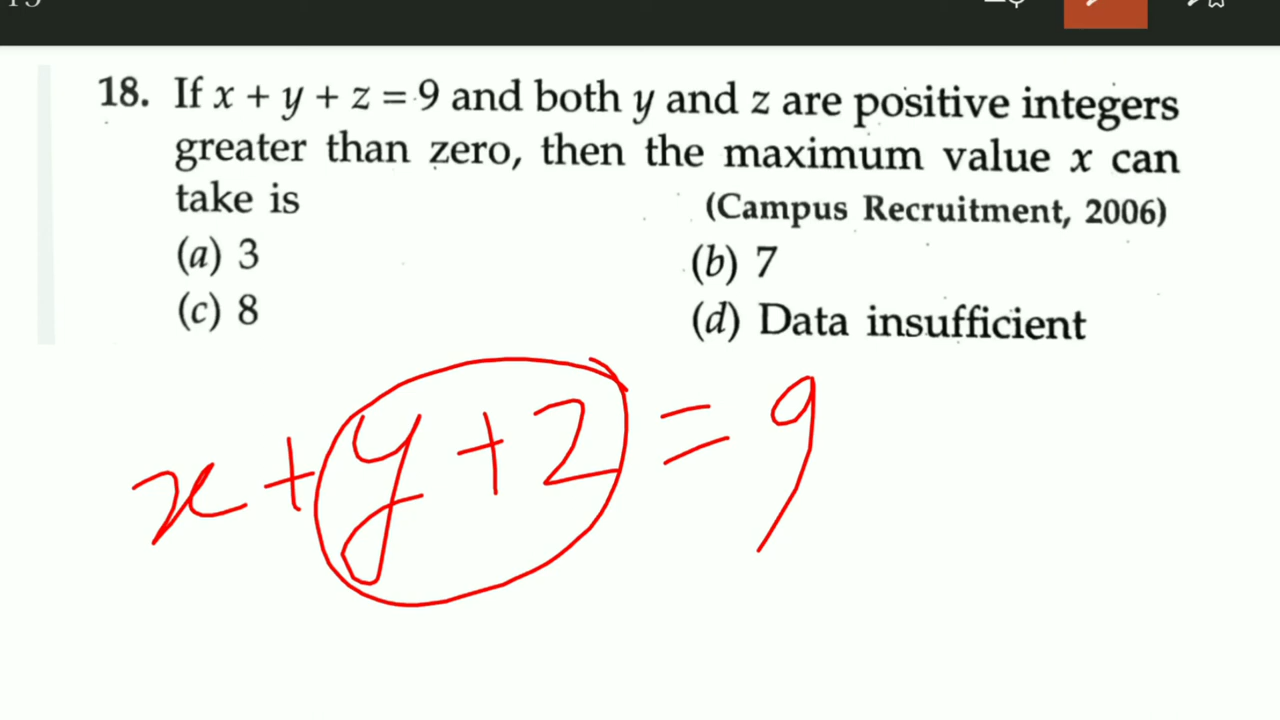 18. If x + y + z = 9 and both y and z are positive integers
greater than zero, then the maximum value x can
take is (Campus Recruitment, 2006)
(a) 3 (b) 7
(c) 8 (d) Data insufficient
x + y + z = 9